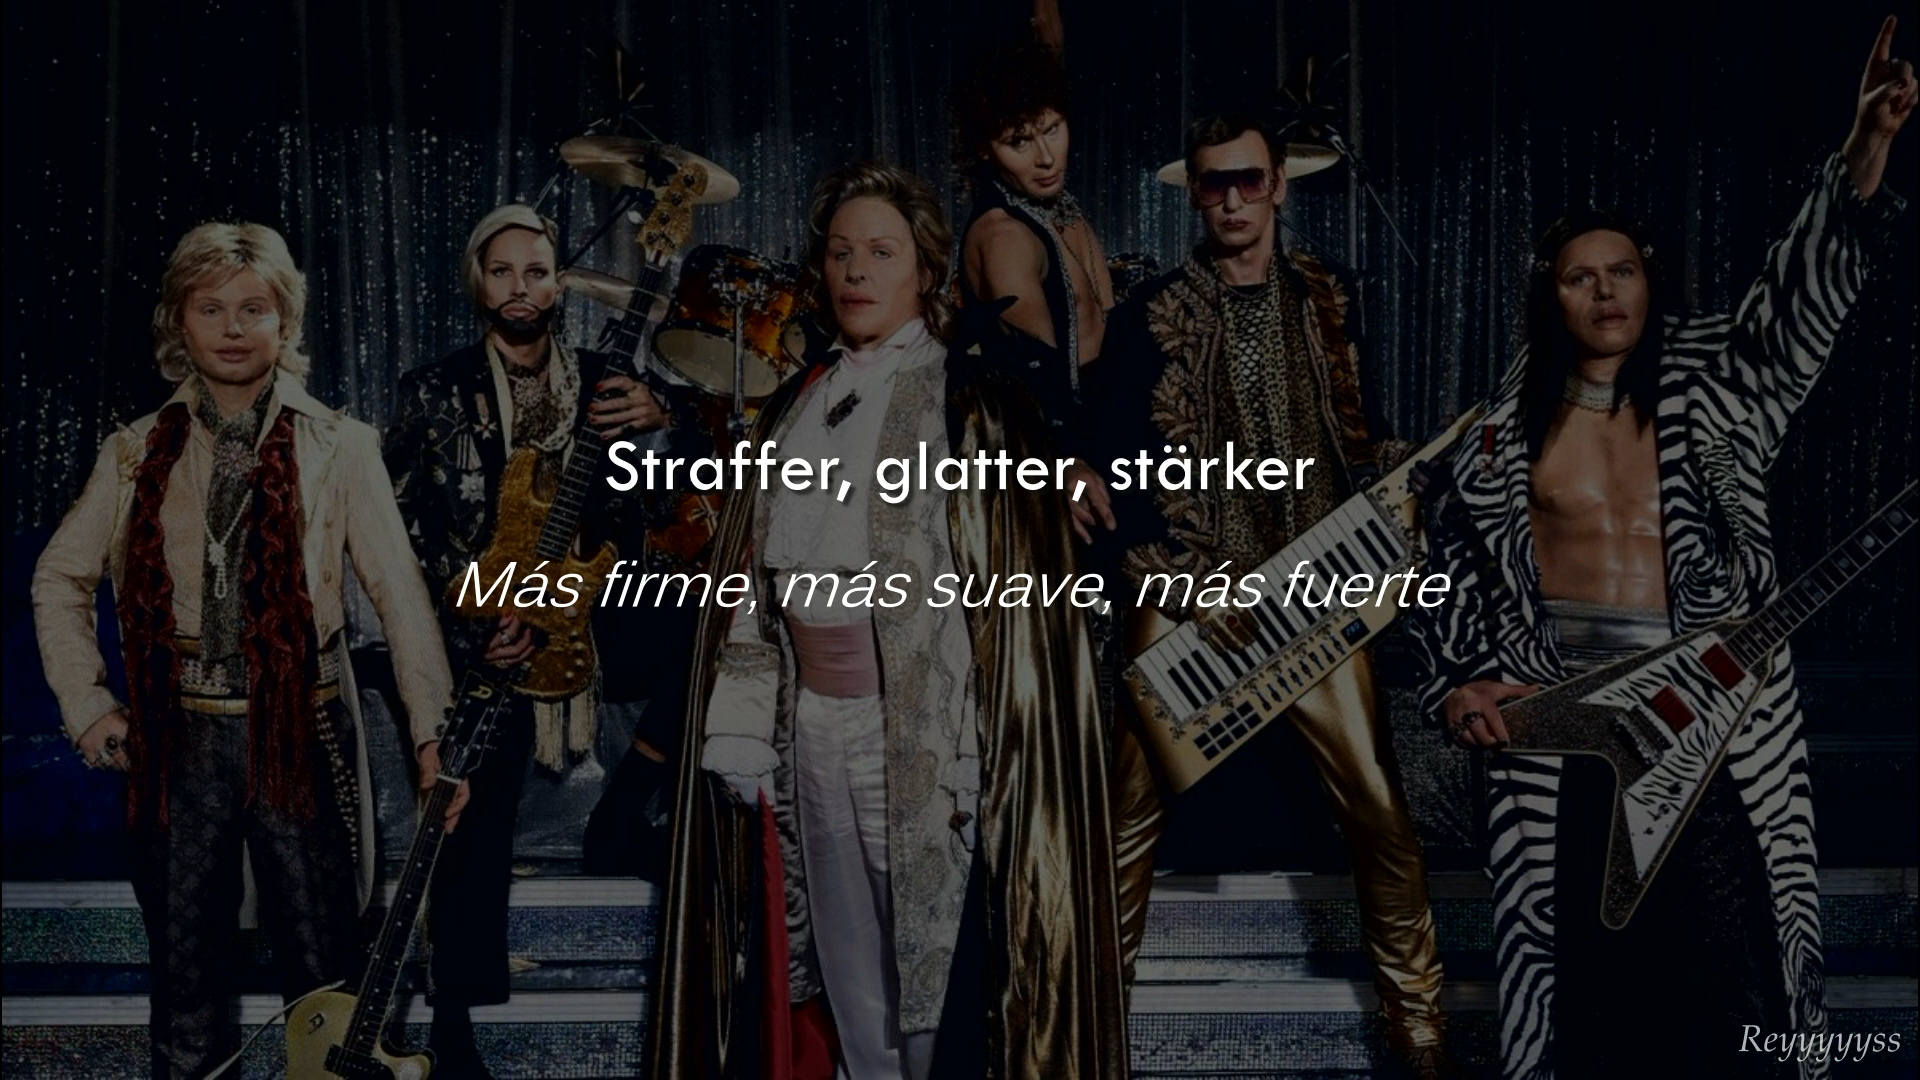 Straffer, glatter, stärker
Más firme, más suave, más fuerte
Reyyyyyss